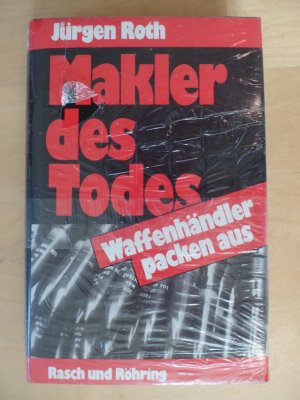 Jürgen Roth
Makler
des
Todes
Waffenhändler
packen aus
Rasch und Röhring